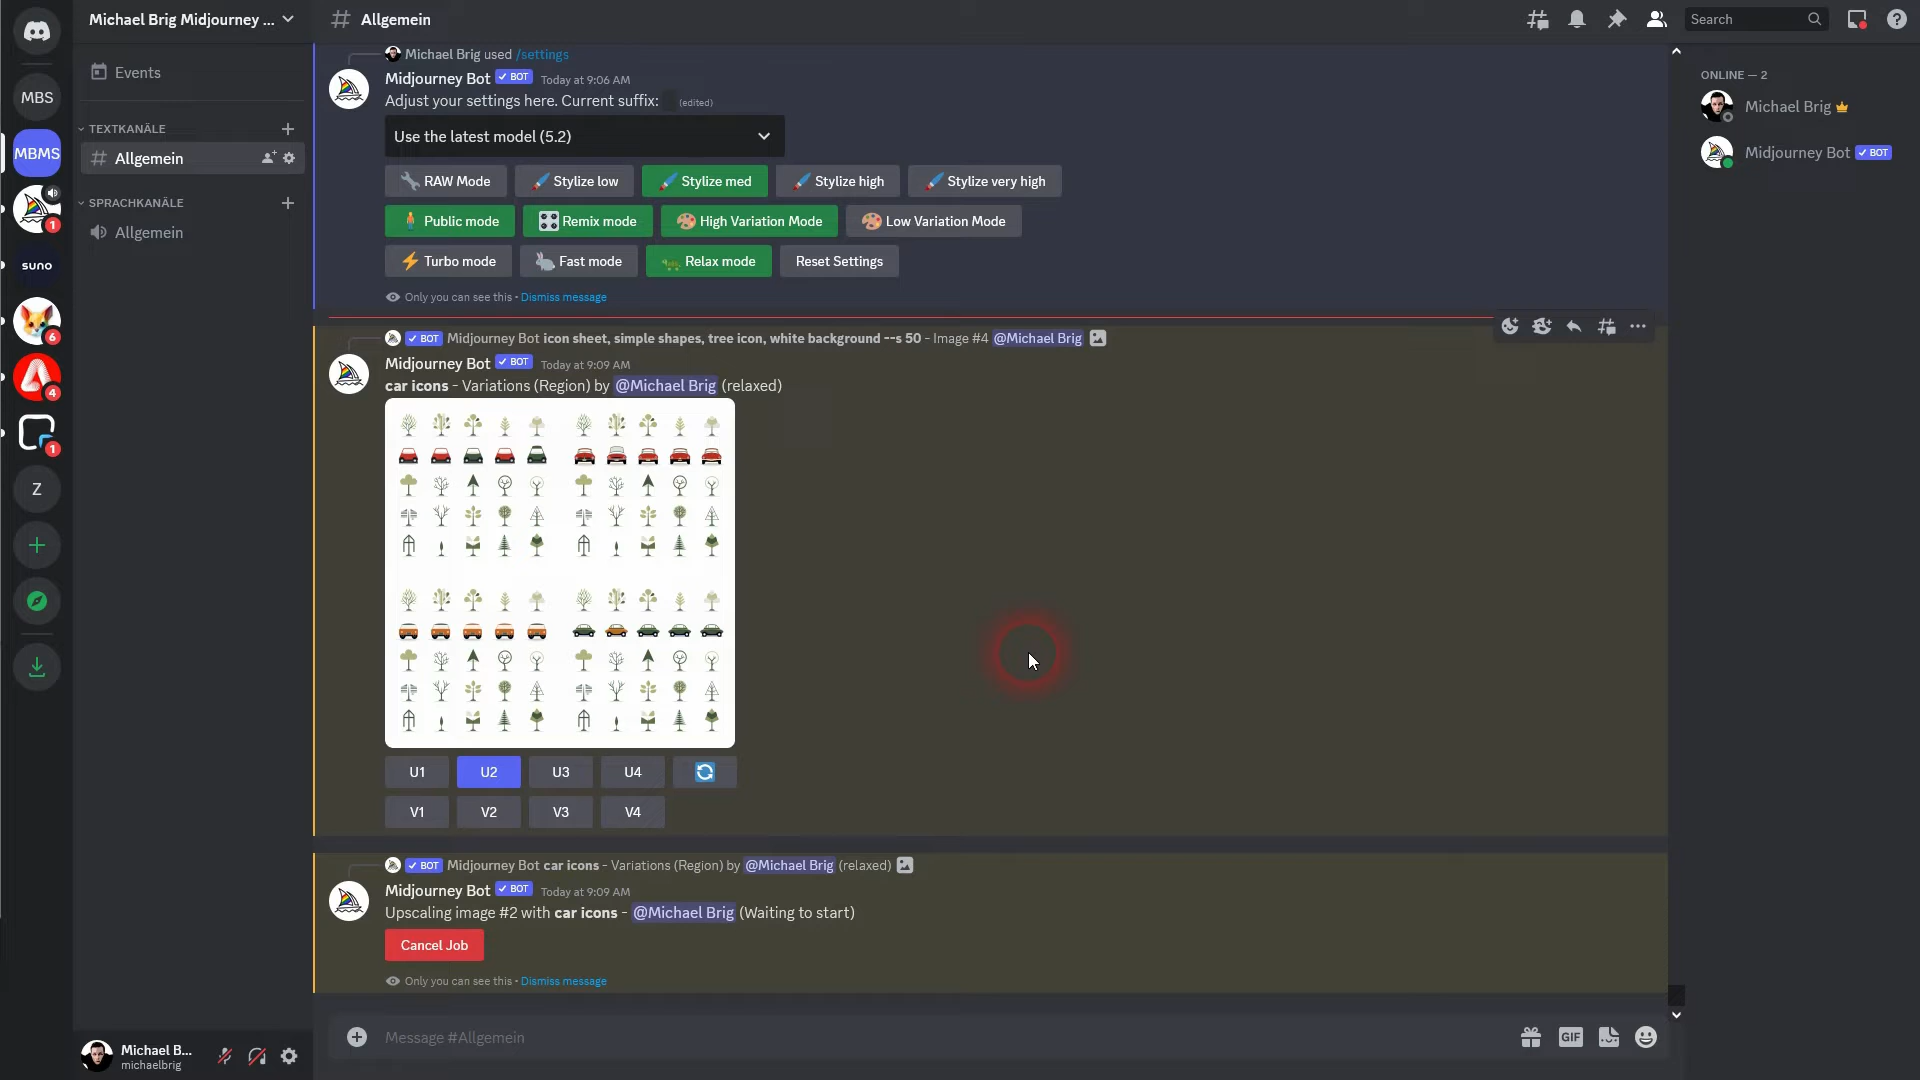 Michael Brig Midjourney ...
Allgemein
Search
Events
TEXTKANÄLE
Allgemein
SPRACHKANÄLE
Allgemein
MBS
MBMS
1
suno
6
4
1
Z
Michael B...
michaelbrig
Michael Brig used /settings
Midjourney Bot BOT Today at 9:06 AM
Adjust your settings here. Current suffix: (edited)
Use the latest model (5.2)
RAW Mode Stylize low Stylize med Stylize high Stylize very high
Public mode Remix mode High Variation Mode Low Variation Mode
Turbo mode Fast mode Relax mode Reset Settings
Only you can see this • Dismiss message
BOT Midjourney Bot icon sheet, simple shapes, tree icon, white background --s 50 - Image #4 @Michael Brig
Midjourney Bot BOT Today at 9:09 AM
car icons - Variations (Region) by @Michael Brig (relaxed)
U1 U2 U3 U4
V1 V2 V3 V4
BOT Midjourney Bot car icons - Variations (Region) by @Michael Brig (relaxed)
Midjourney Bot BOT Today at 9:09 AM
Upscaling image #2 with car icons - @Michael Brig (Waiting to start)
Cancel Job
Only you can see this • Dismiss message
Message #Allgemein
GIF
ONLINE — 2
Michael Brig
Midjourney Bot BOT